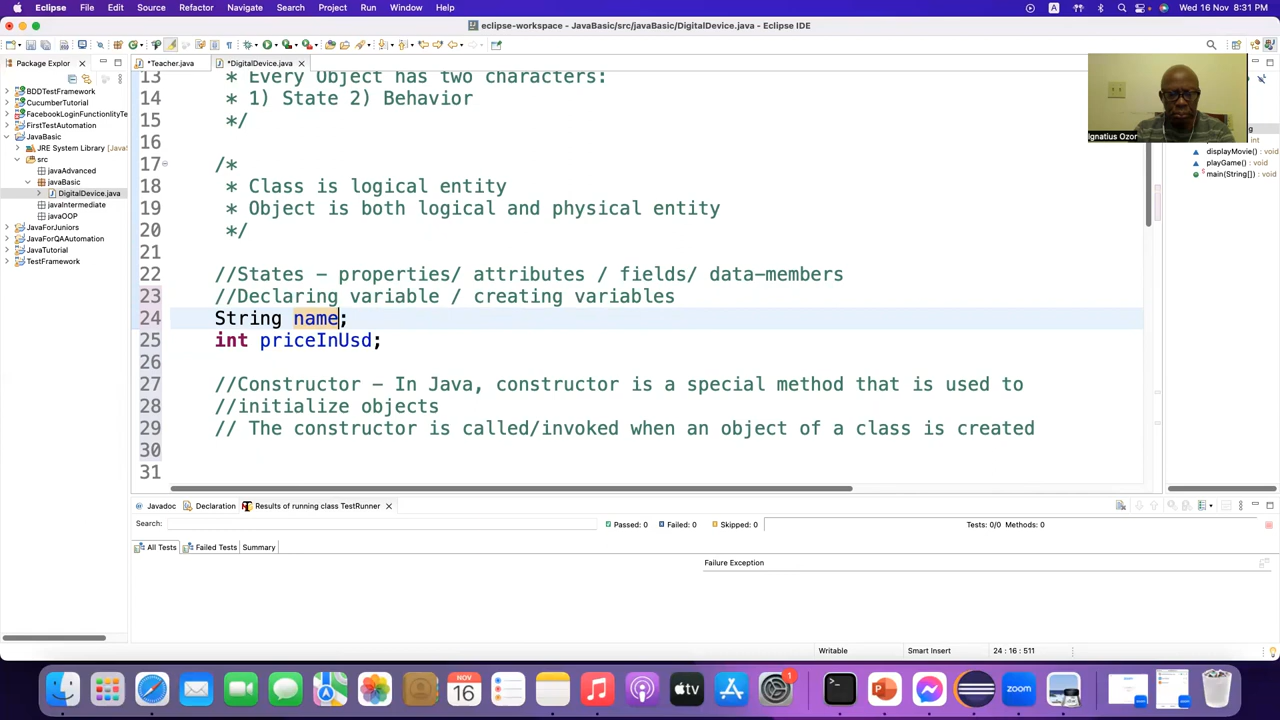 Eclipse File Edit Source Refactor Navigate Search Project Run Window Help
A Wed 16 Nov 8:31 PM
eclipse-workspace - JavaBasic/src/javaBasic/DigitalDevice.java - Eclipse IDE
Package Explorer
*Teacher.java
*DigitalDevice.java
BDDTestFramework
CucumberTutorial
FacebookLoginFunctionlityTe
FirstTestAutomation
JavaBasic
JRE System Library [Java
src
javaAdvanced
javaBasic
DigitalDevice.java
javaIntermediate
javaOOP
JavaForJuniors
JavaForQAAutomation
JavaTutorial
TestFramework
13 * Every Object has two characters:
14 * 1) State 2) Behavior
15 */
16
17 /*
18 * Class is logical entity
19 * Object is both logical and physical entity
20 */
21
22 //States - properties/ attributes / fields/ data-members
23 //Declaring variable / creating variables
24 String name;
25 int priceInUsd;
26
27 //Constructor - In Java, constructor is a special method that is used to
28 //initialize objects
29 // The constructor is called/invoked when an object of a class is created
30
31
Ignatius Ozor
int
displayMovie() : void
playGame() : void
main(String[]) : void
Javadoc Declaration Results of running class TestRunner
Search:
Passed: 0 Failed: 0 Skipped: 0
Tests: 0/0 Methods: 0
All Tests Failed Tests Summary
Failure Exception
Writable Smart Insert 24 : 16 : 511
NOV
16
tv
1
zoom